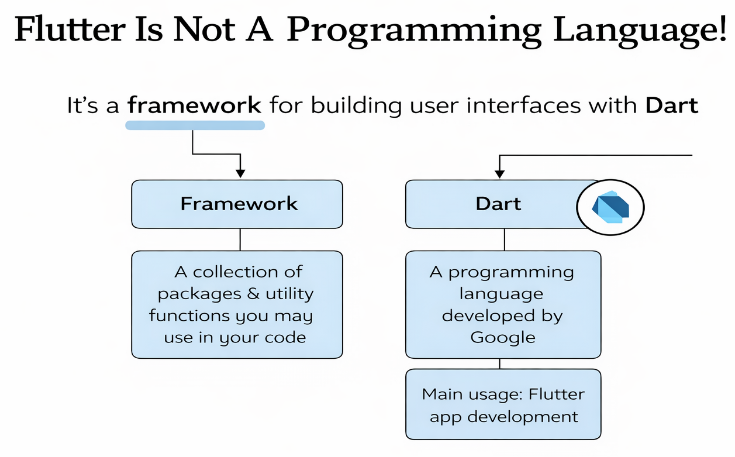 Flutter Is Not A Programming Language!
It's a framework for building user interfaces with Dart
Framework
A collection of
packages & utility
functions you may
use in your code
Dart
A programming
language
developed by
Google
Main usage: Flutter
app development